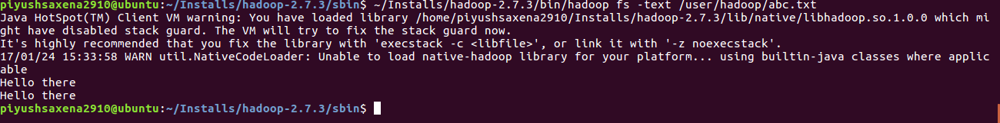 piyushsaxena2910@ubuntu:~/Installs/hadoop-2.7.3/sbin$ ~/Installs/hadoop-2.7.3/bin/hadoop fs -text /user/hadoop/abc.txt
Java HotSpot(TM) Client VM warning: You have loaded library /home/piyushsaxena2910/Installs/hadoop-2.7.3/lib/native/libhadoop.so.1.0.0 which mi
ght have disabled stack guard. The VM will try to fix the stack guard now.
It's highly recommended that you fix the library with 'execstack -c <libfile>', or link it with '-z noexecstack'.
17/01/24 15:33:58 WARN util.NativeCodeLoader: Unable to load native-hadoop library for your platform... using builtin-java classes where applic
able
Hello there
Hello there
piyushsaxena2910@ubuntu:~/Installs/hadoop-2.7.3/sbin$